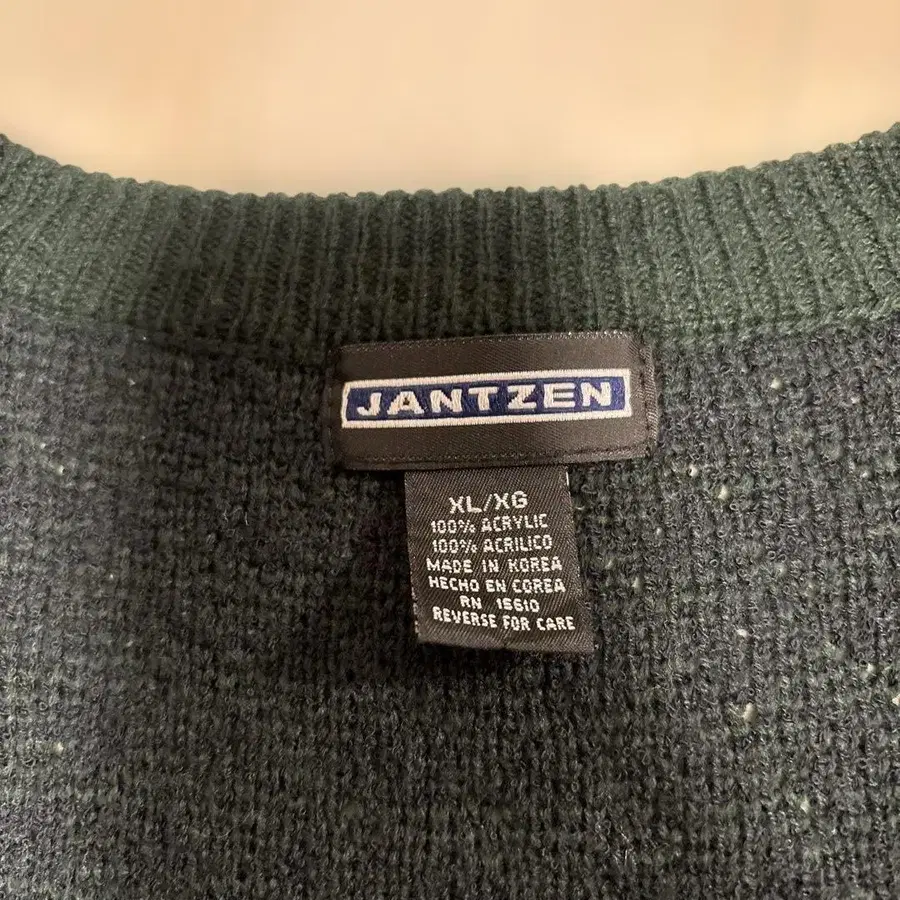 JANTZEN
XL/XG
100% ACRYLIC
100% ACRILICO
MADE IN KOREA
HECHO EN COREA
RN 15610
REVERSE FOR CARE